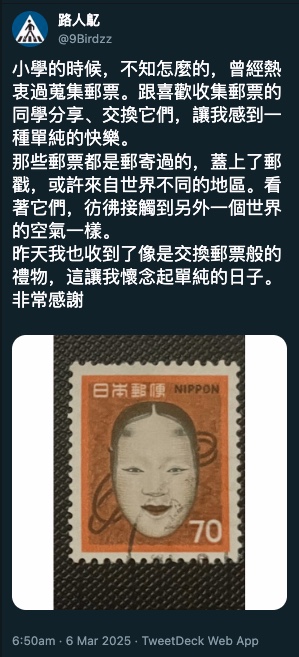 路人乿
@9Birdzz
小學的時候，不知怎麼的，曾經熱
衷過蒐集郵票。跟喜歡收集郵票的
同學分享、交換它們，讓我感到一
種單純的快樂。
那些郵票都是郵寄過的，蓋上了郵
戳，或許來自世界不同的地區。看
著它們，彷彿接觸到另外一個世界
的空氣一樣。
昨天我也收到了像是交換郵票般的
禮物，這讓我懷念起單純的日子。
非常感謝
日本郵便 NIPPON
70
6:50am · 6 Mar 2025 · TweetDeck Web App